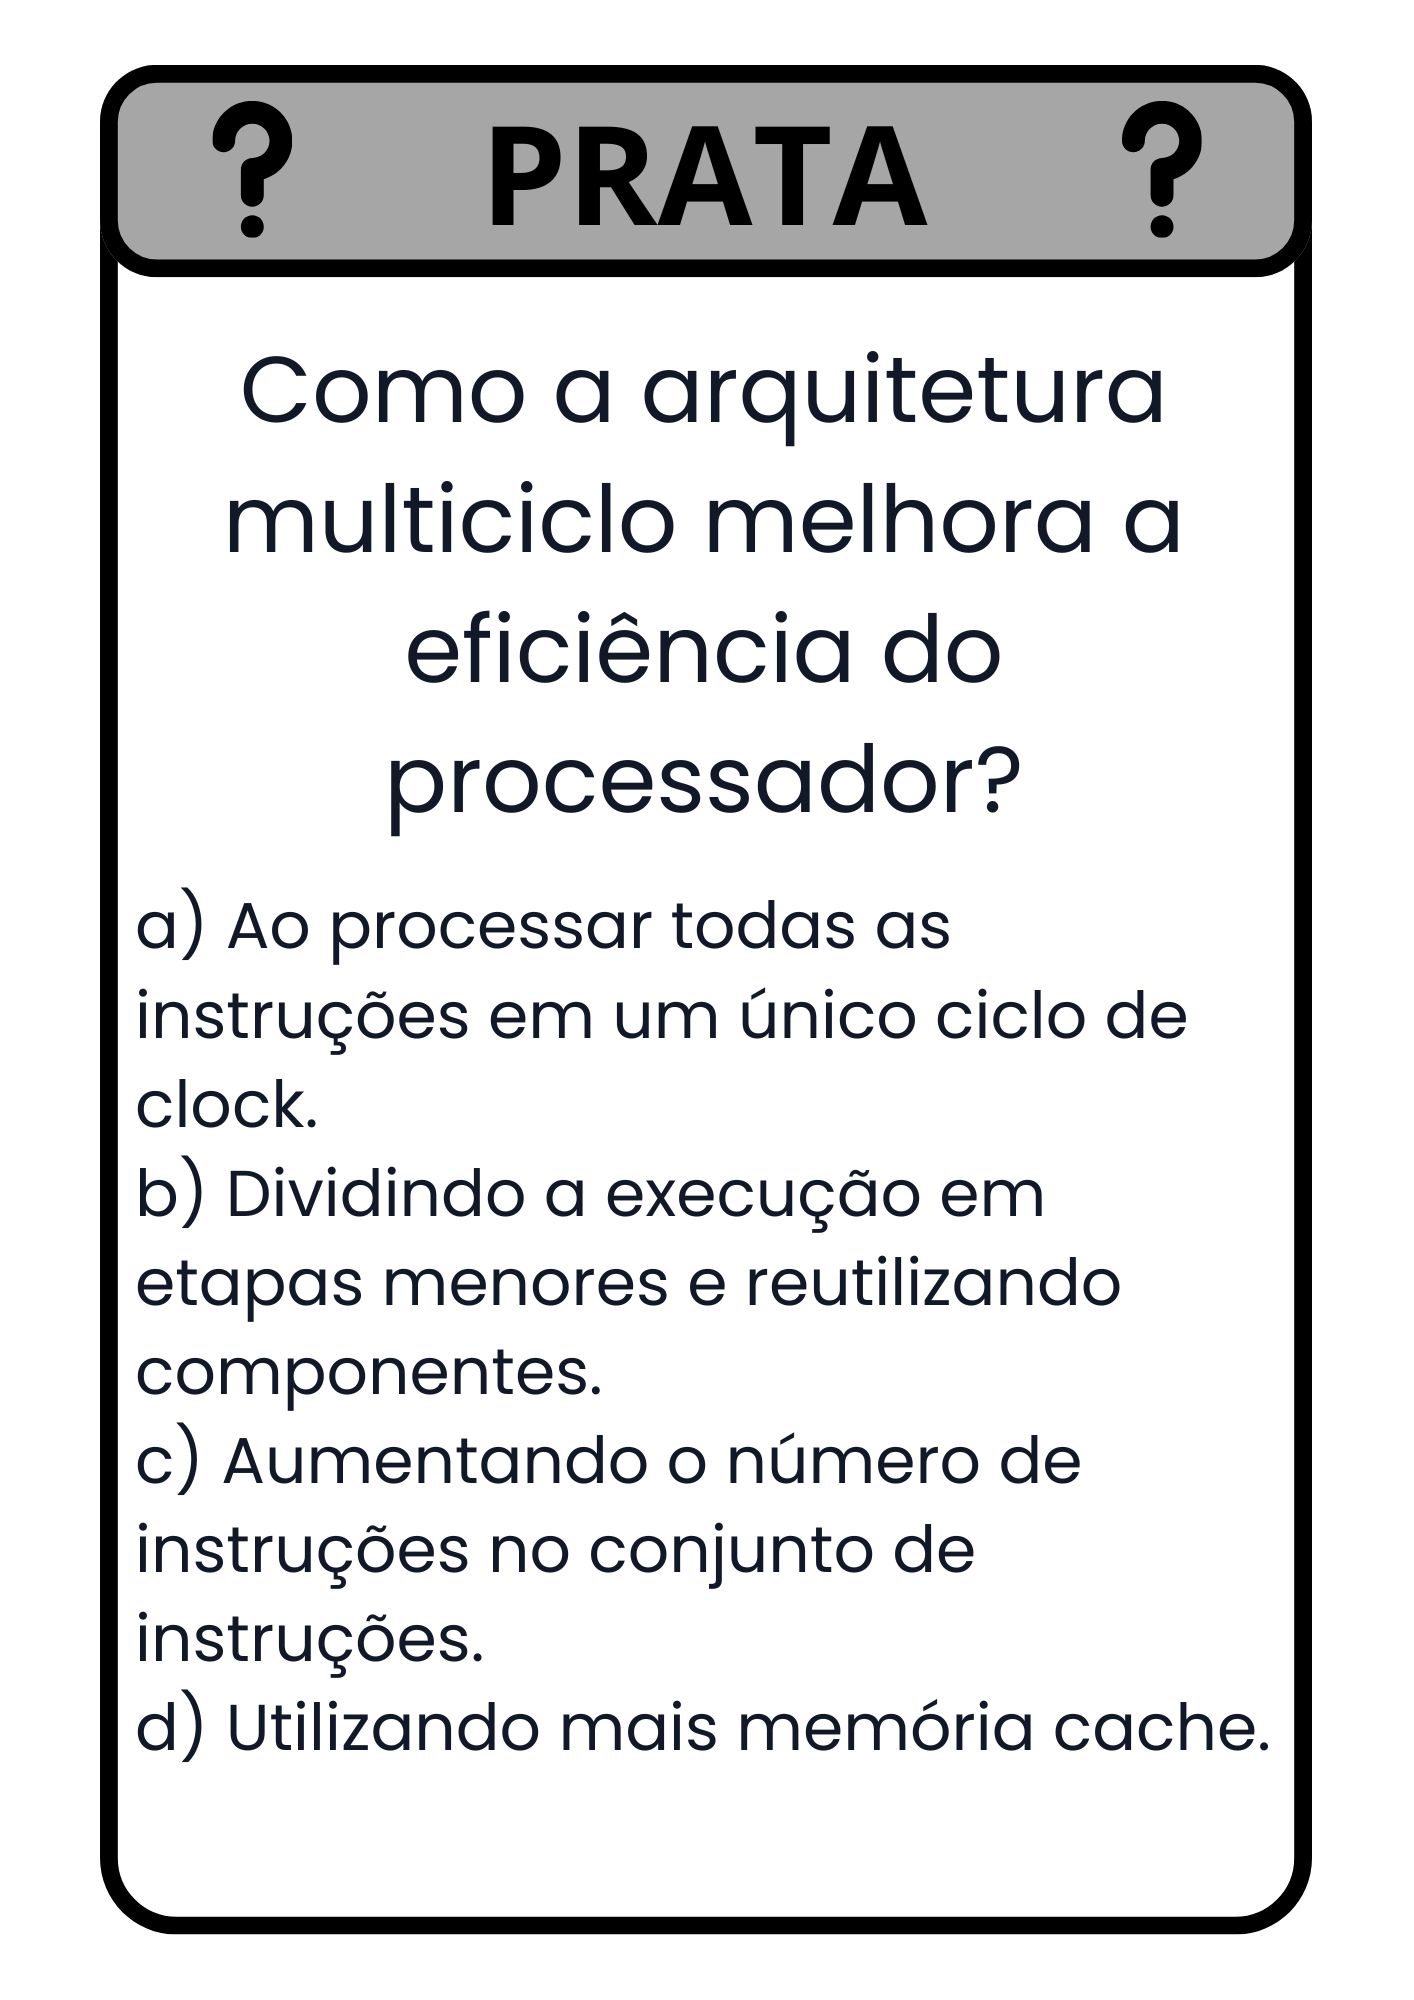 ? PRATA ?
Como a arquitetura
multiciclo melhora a
eficiência do
processador?
a) Ao processar todas as
instruções em um único ciclo de
clock.
b) Dividindo a execução em
etapas menores e reutilizando
componentes.
c) Aumentando o número de
instruções no conjunto de
instruções.
d) Utilizando mais memória cache.